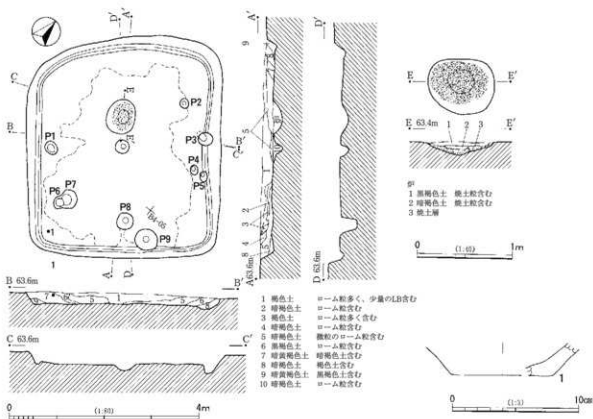 D'
A'
C
B
P2
E
P1
E'
P3
B'
C'
P4
P5
P6
P7
P8
B4-05
P9
1
1
A
D
A'
D'
9
A 63.6m
D 63.6m
E
E'
E 63.4m
1
2
3
E'
炉
1 黒褐色土 焼土粒含む
2 暗褐色土 焼土粒含む
3 焼土層
0
1m
B 63.6m
B'
C 63.6m
C'
0
4m
1 褐色土 ローム粒多く、少量のLB含む
2 暗褐色土 ローム粒含む
3 褐色土 ローム粒多く含む
4 暗褐色土 ローム粒含む
5 暗褐色土 微粒のローム粒含む
6 黒褐色土 ローム粒含む
7 暗黄褐色土 暗褐色土含む
8 暗褐色土 褐色土含む
9 暗黄褐色土 黒褐色土含む
10 暗褐色土 ローム粒含む
1
0
(1:3)
10cm